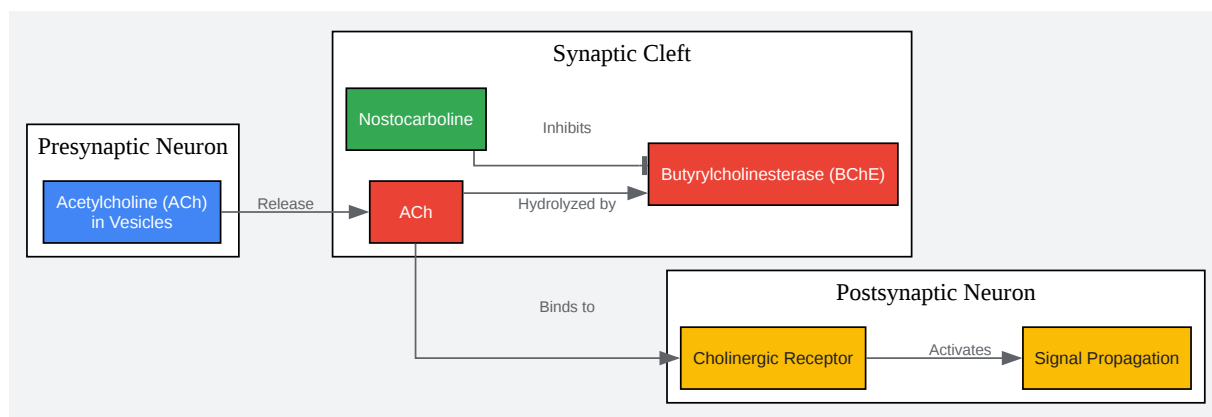 Synaptic Cleft
Nostocarboline
Inhibits
Presynaptic Neuron
Butyrylcholinesterase (BChE)
Acetylcholine (ACh)
in Vesicles
Release
ACh
Hydrolyzed by
Postsynaptic Neuron
Binds to
Cholinergic Receptor
Activates
Signal Propagation